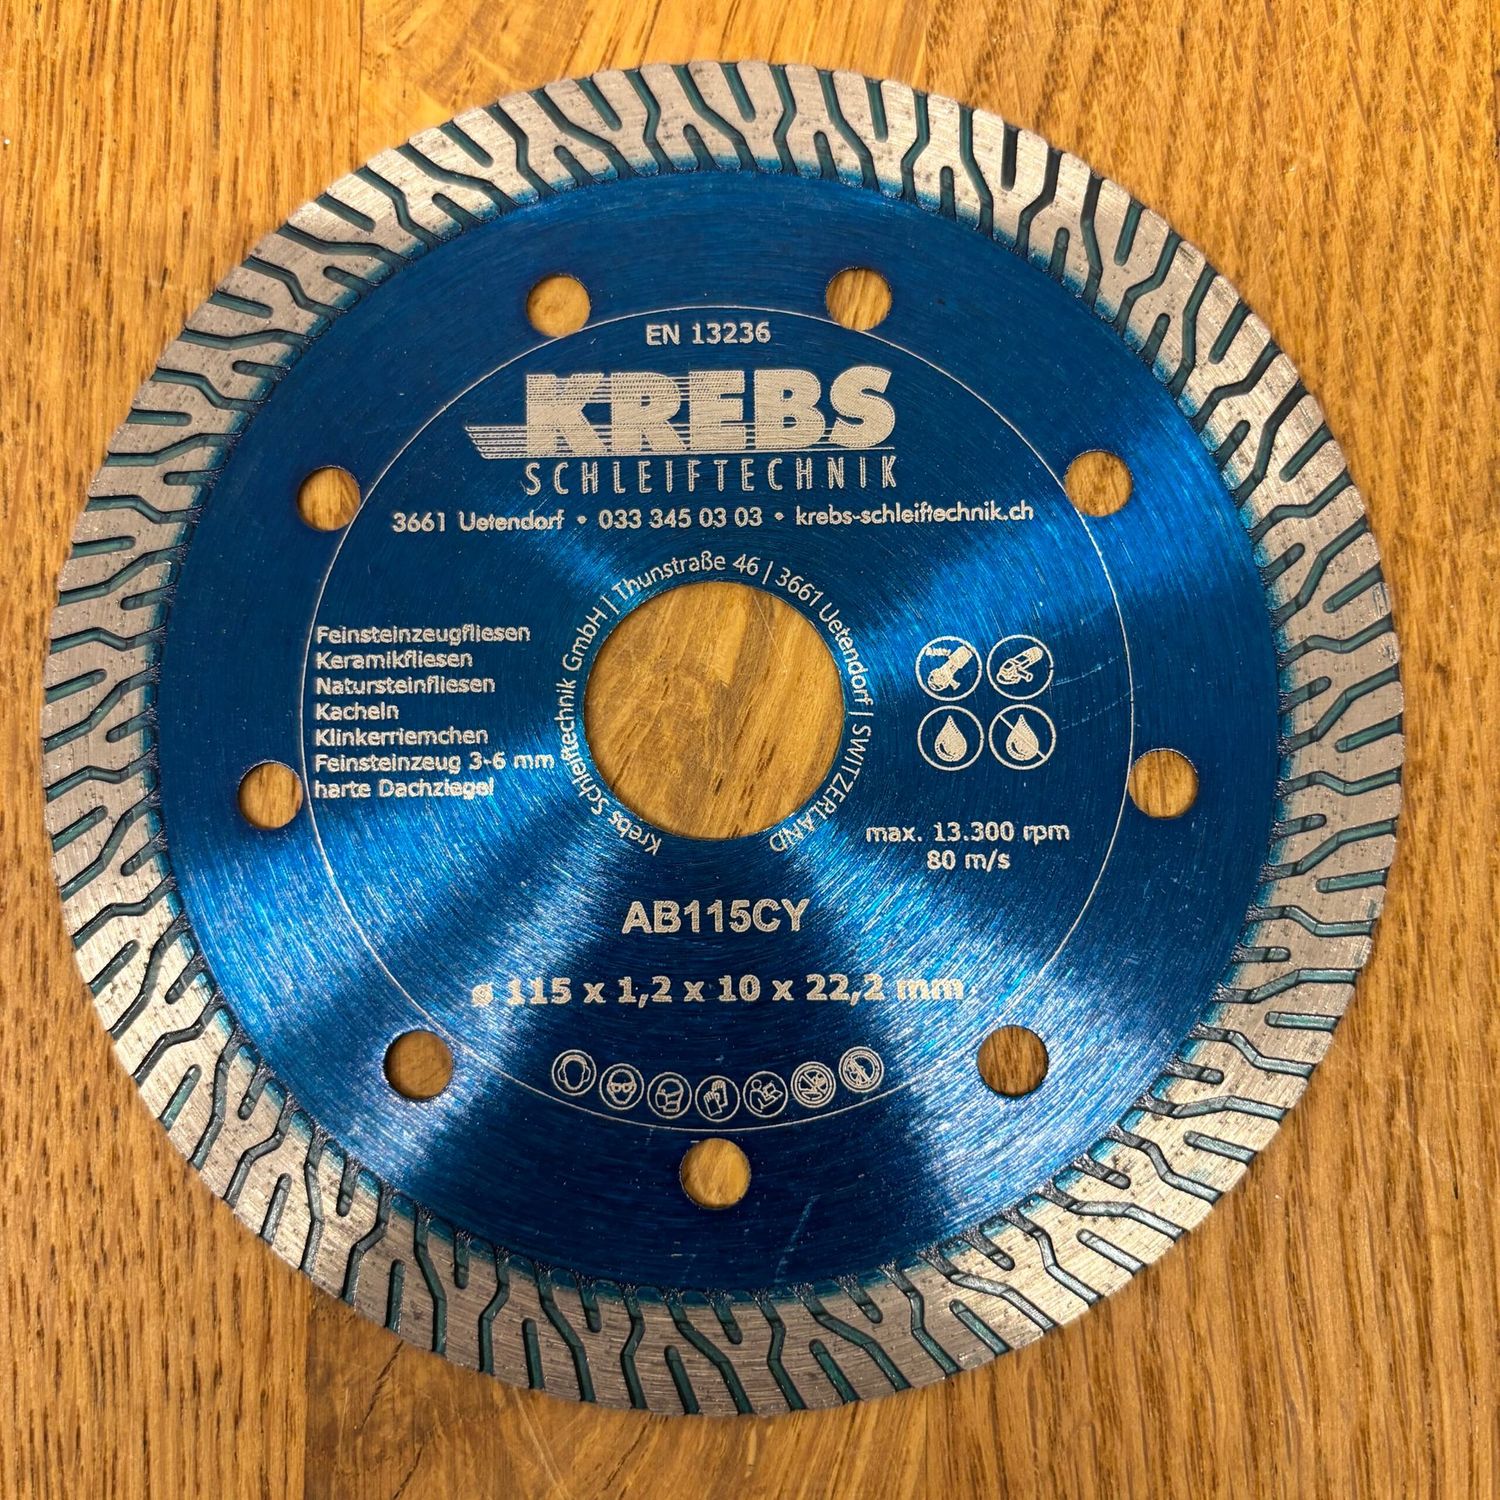 EN 13236
KREBS
SCHLEIFTECHNIK
3661 Uetendorf • 033 345 03 03 • krebs-schleiftechnik.ch
Krebs Schleiftechnik GmbH | Thunstraße 46 | 3661 Uetendorf | SWITZERLAND
Feinsteinzeugfliesen
Keramikfliesen
Natursteinfliesen
Kacheln
Klinkerriemchen
Feinsteinzeug 3-6 mm
harte Dachziegel
max. 13.300 rpm
80 m/s
AB115CY
ø 115 x 1,2 x 10 x 22,2 mm